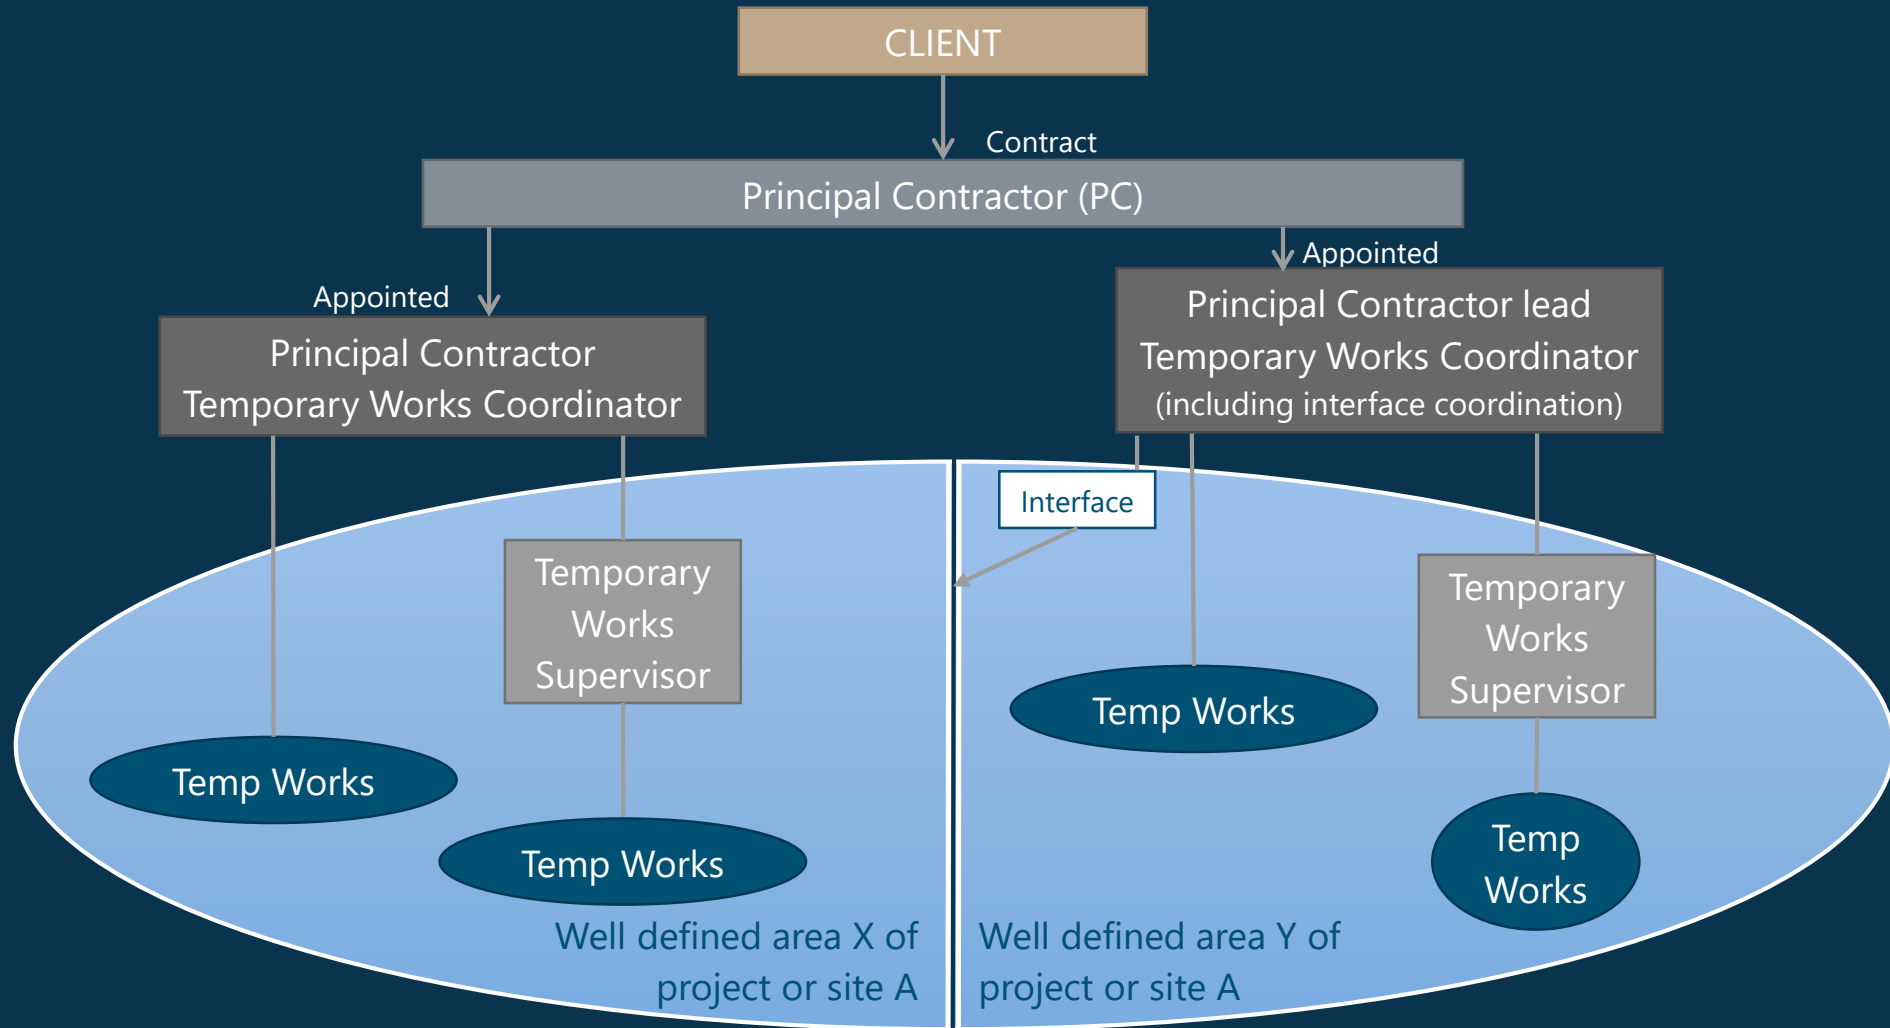 CLIENT
Contract
Principal Contractor (PC)
Appointed
Principal Contractor
Temporary Works Coordinator
Appointed
Principal Contractor lead
Temporary Works Coordinator
(including interface coordination)
Interface
Temporary
Works
Supervisor
Temp Works
Temp Works
Well defined area X of
project or site A
Temp Works
Temporary
Works
Supervisor
Temp
Works
Well defined area Y of
project or site A